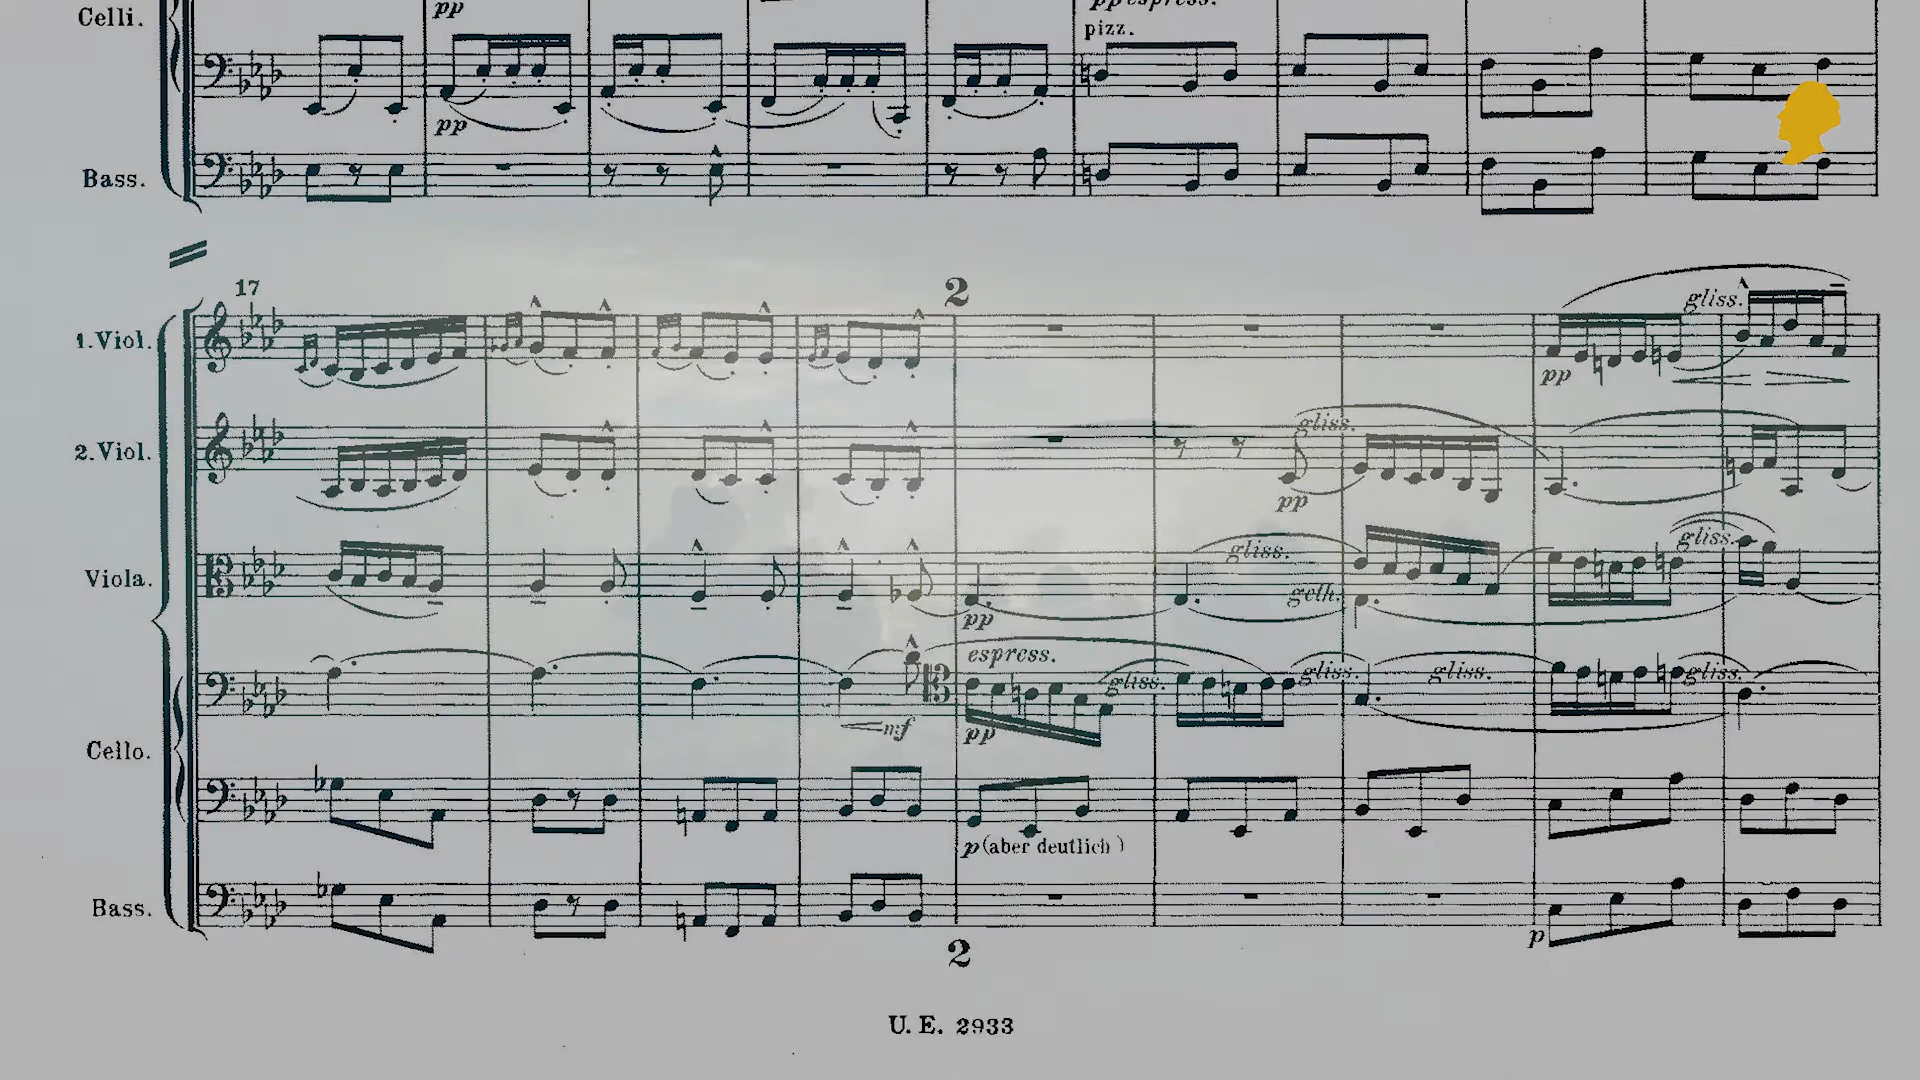 pp
pp espress.
Celli.
pizz.
pp
Bass.
17
2
1. Viol.
gliss.
pp
2. Viol.
gliss.
pp
Viola.
gliss.
gliss.
geth.
pp
espress.
gliss.
gliss.
gliss.
gliss.
mf
pp
Cello.
p (aber deutlich)
Bass.
p
2
U. E. 2933